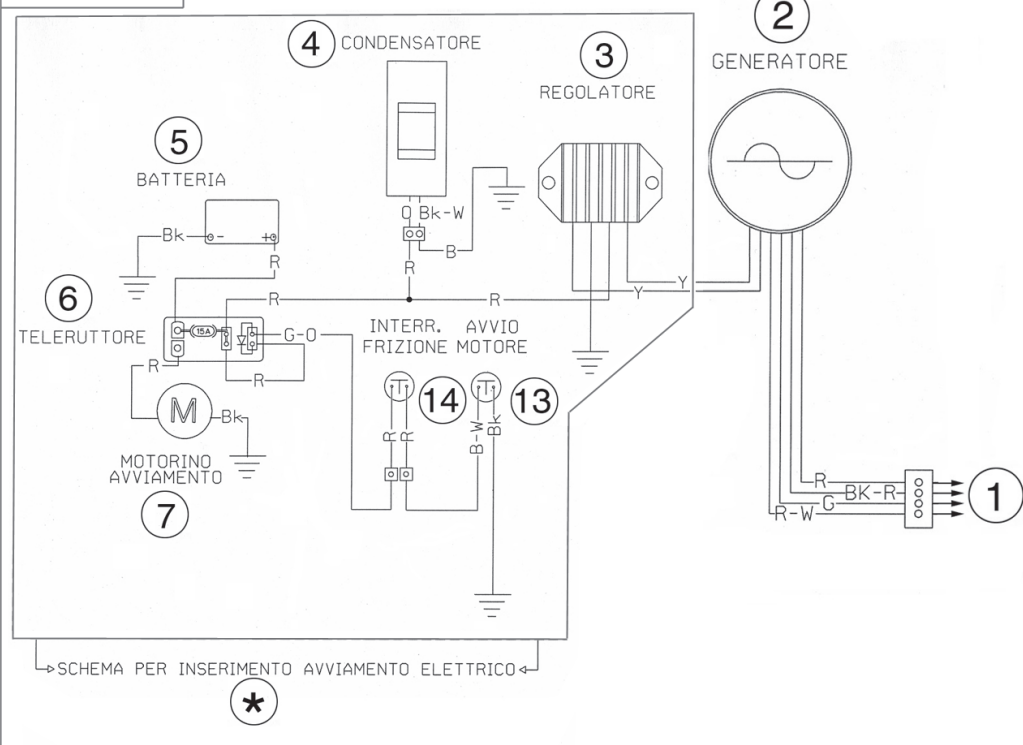 4 CONDENSATORE
3
REGOLATORE
2
GENERATORE
5
BATTERIA
Bk
-
+
R
O Bk-W
B
R
6
TELERUTTORE
R
R
Y
Y
15A
G-O
INTERR. AVVIO
FRIZIONE MOTORE
R
R
M
Bk
14
13
R
R
B-W
BK
MOTORINO
AVVIAMENTO
7
R
BK-R
G
R-W
1
SCHEMA PER INSERIMENTO AVVIAMENTO ELETTRICO
*